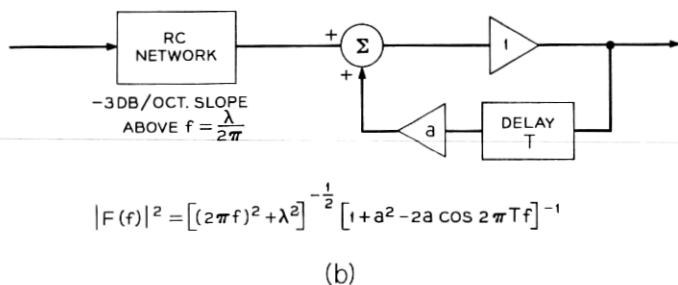 RC
NETWORK
-3DB/OCT. SLOPE
ABOVE f = λ/2π
+
Σ
+
1
a
DELAY
T
|F(f)|² = [(2πf)² + λ²]^{-1/2} [1 + a² - 2a cos 2πTf]⁻¹
(b)